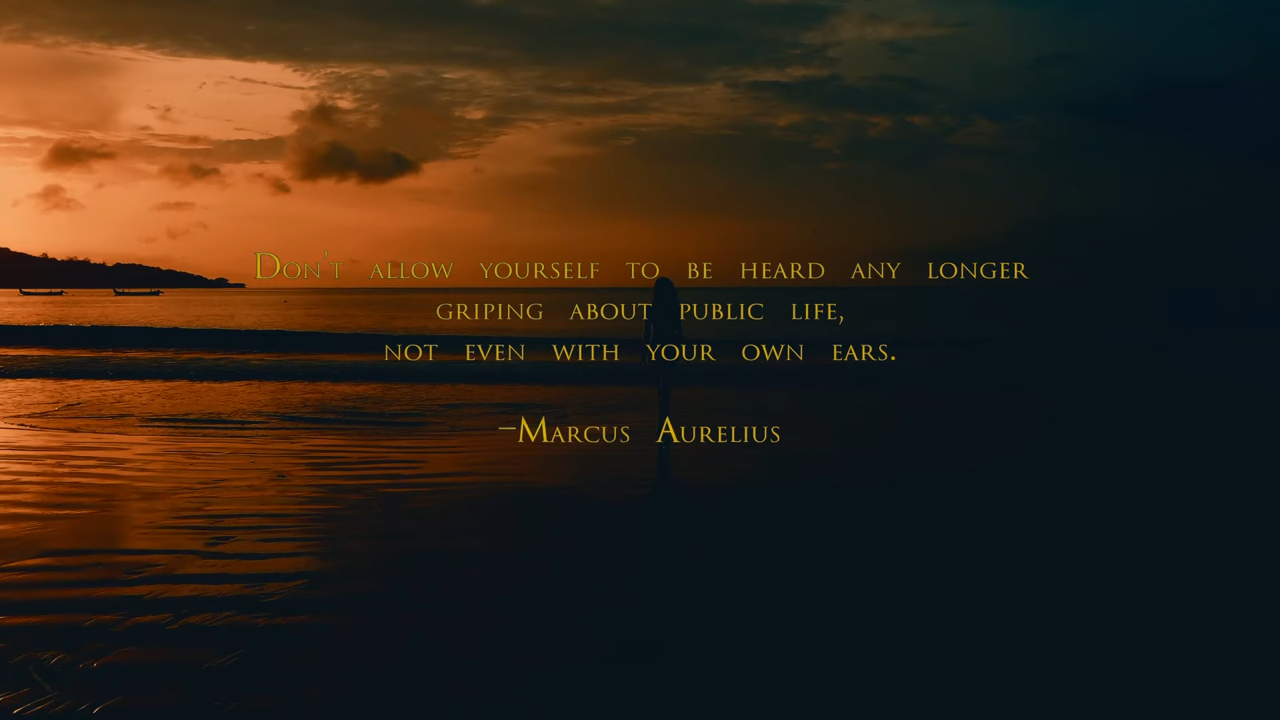 Don't allow yourself to be heard any longer
griping about public life,
not even with your own ears.
–Marcus Aurelius